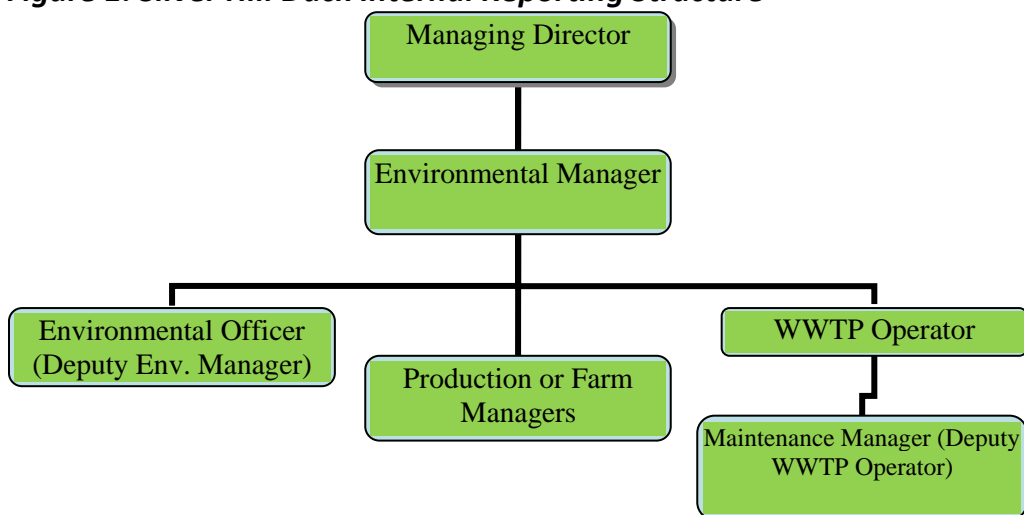 Managing Director
Environmental Manager
Environmental Officer
(Deputy Env. Manager)
Production or Farm
Managers
WWTP Operator
Maintenance Manager (Deputy
WWTP Operator)